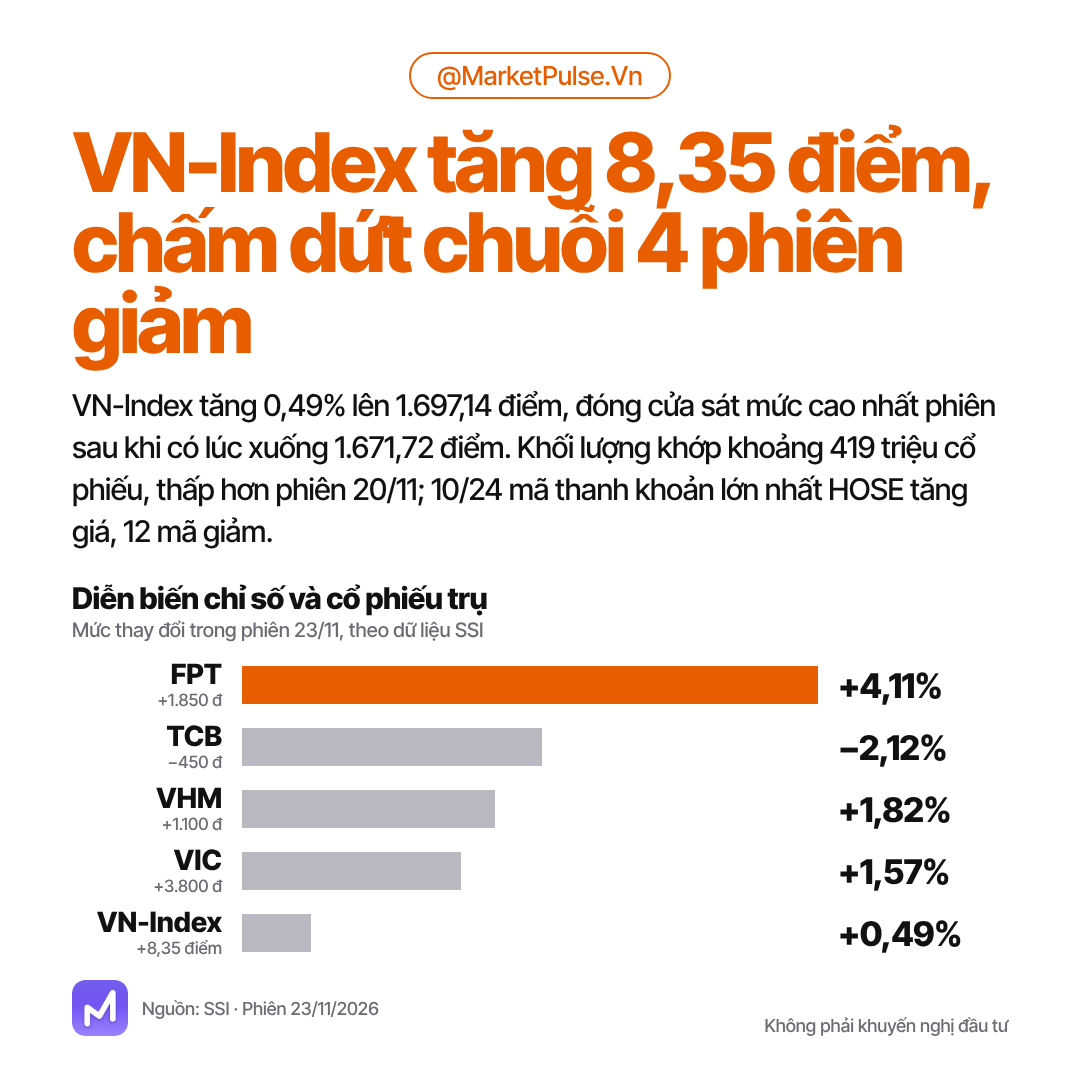 @MarketPulse.Vn
VN-Index tăng 8,35 điểm,
chấm dứt chuỗi 4 phiên
giảm
VN-Index tăng 0,49% lên 1.697,14 điểm, đóng cửa sát mức cao nhất phiên
sau khi có lúc xuống 1.671,72 điểm. Khối lượng khớp khoảng 419 triệu cổ
phiếu, thấp hơn phiên 20/11; 10/24 mã thanh khoản lớn nhất HOSE tăng
giá, 12 mã giảm.
Diễn biến chỉ số và cổ phiếu trụ
Mức thay đổi trong phiên 23/11, theo dữ liệu SSI
FPT
+1.850 đ
+4,11%
TCB
−450 đ
−2,12%
VHM
+1.100 đ
+1,82%
VIC
+3.800 đ
+1,57%
VN-Index
+8,35 điểm
+0,49%
Nguồn: SSI · Phiên 23/11/2026
Không phải khuyến nghị đầu tư